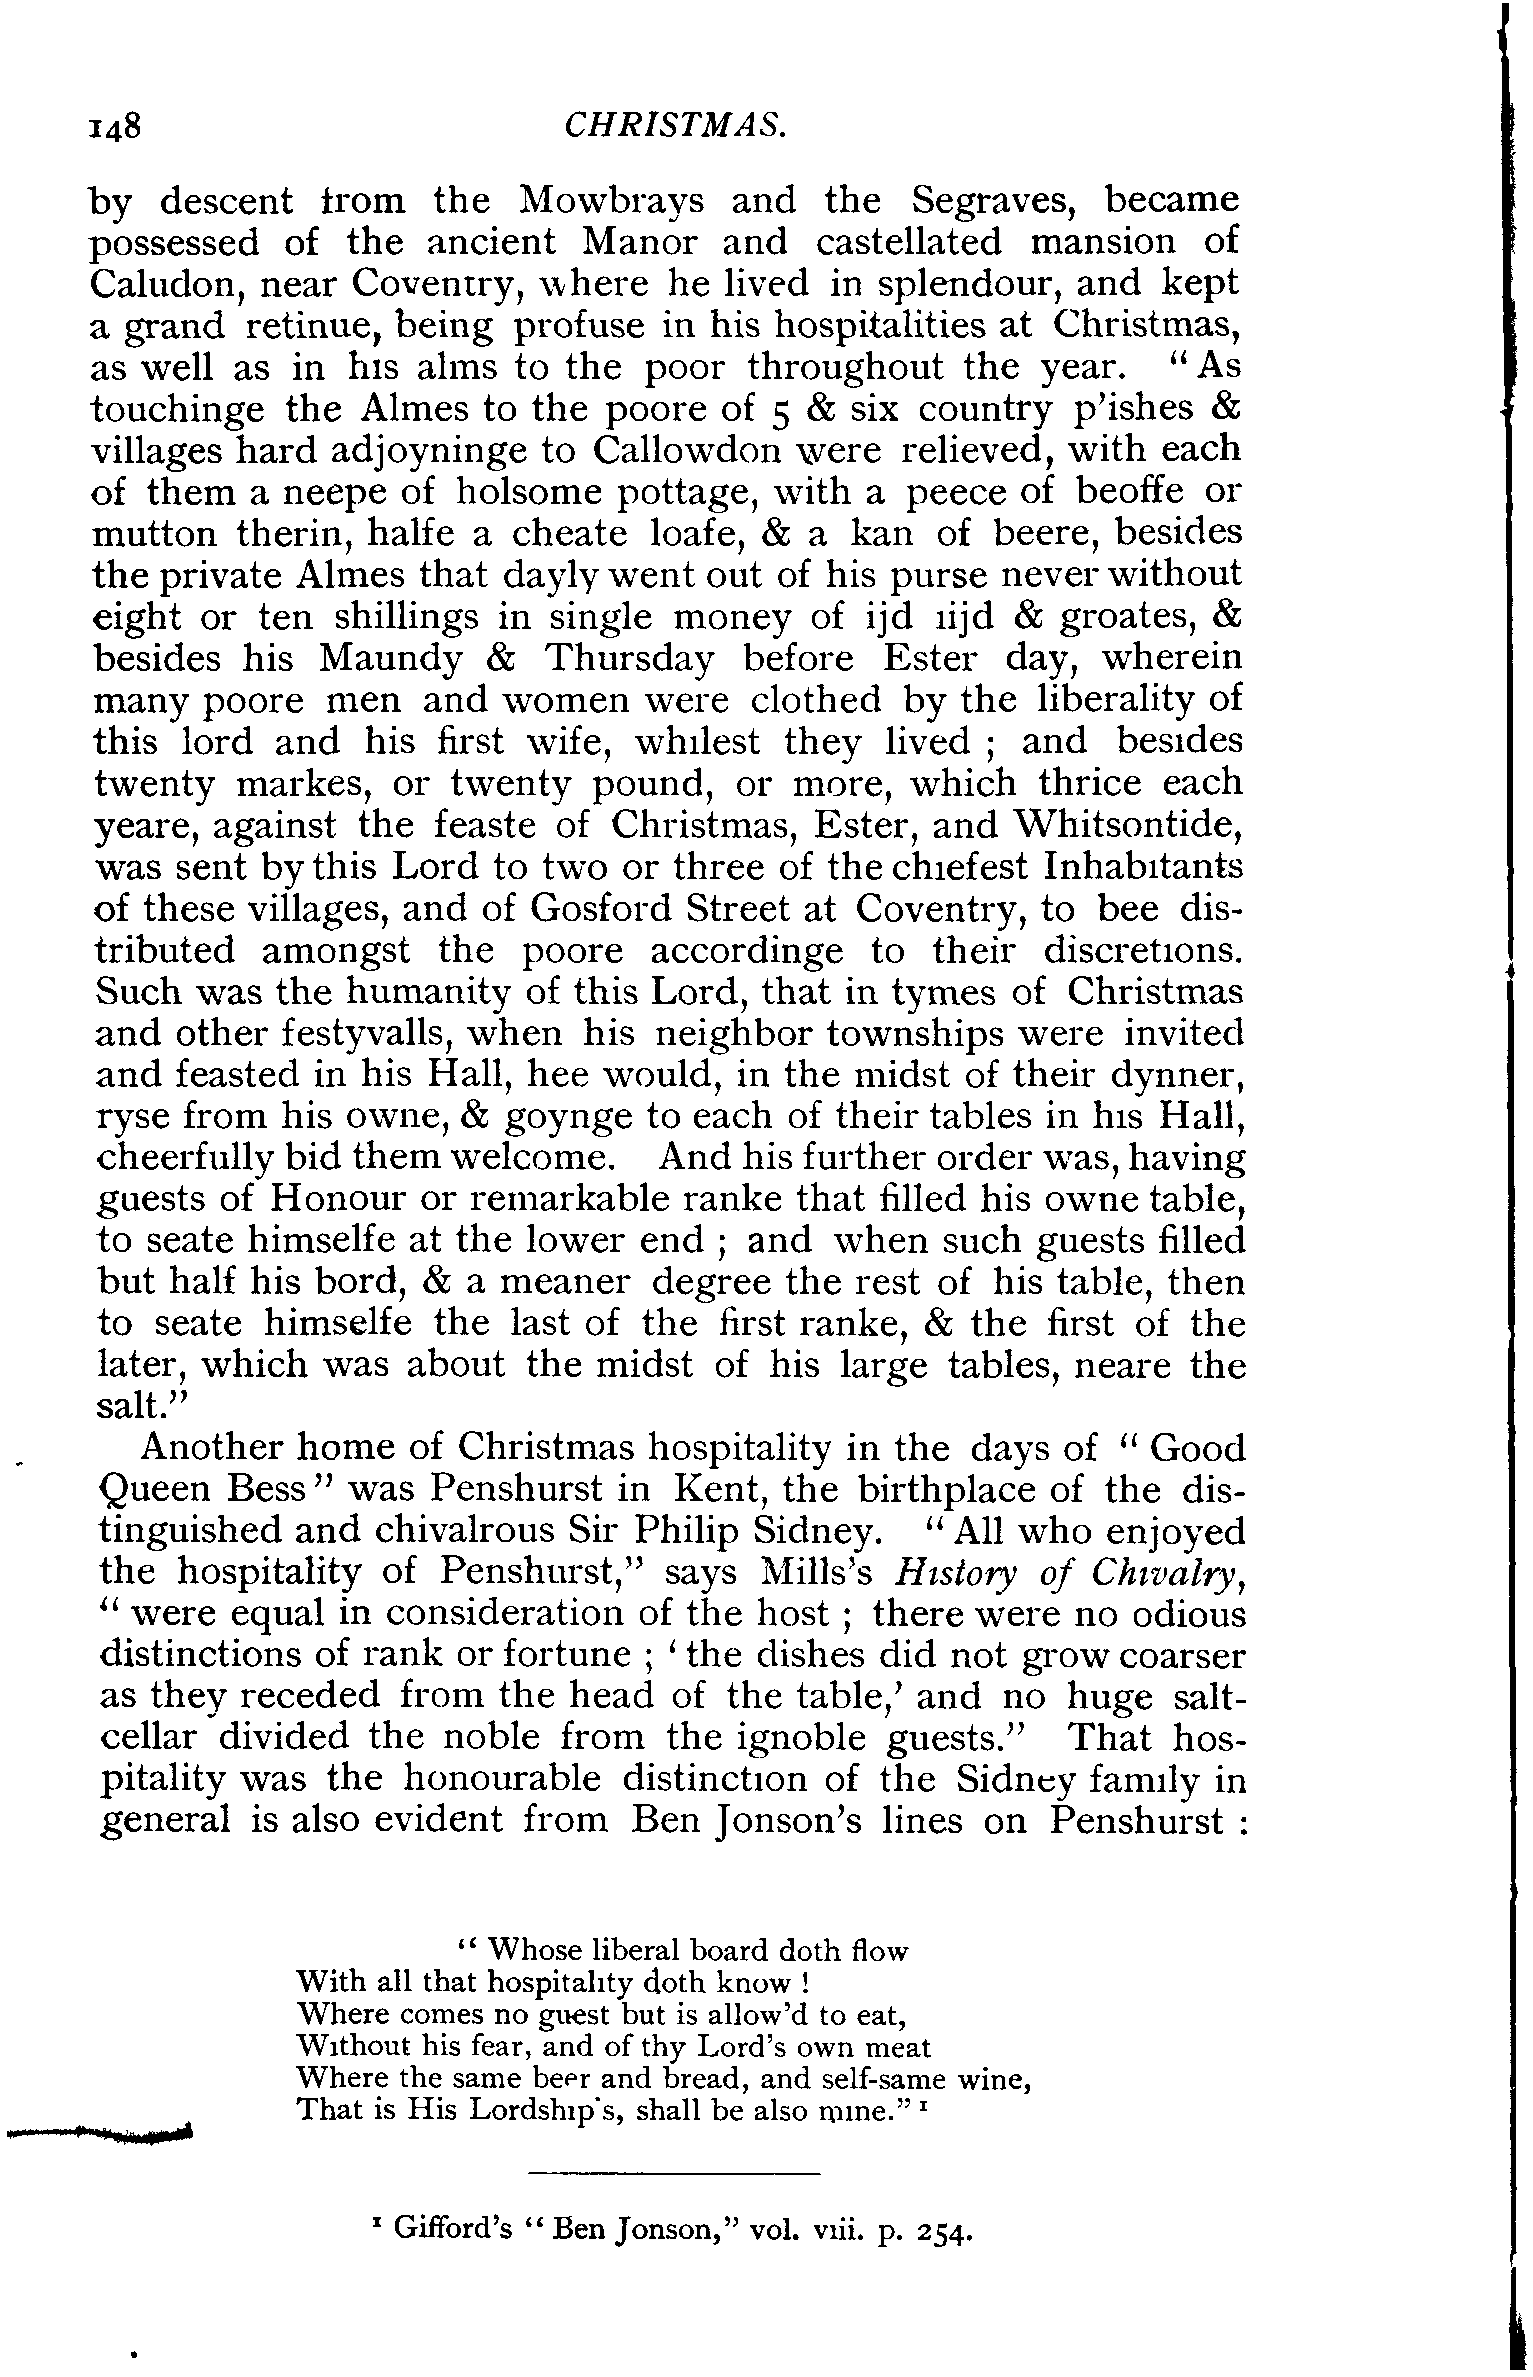 148 CHRISTMAS.
by descent from the Mowbrays and the Segraves, became
possessed of the ancient Manor and castellated mansion of
Caludon, near Coventry, where he lived in splendour, and kept
a grand retinue, being profuse in his hospitalities at Christmas,
as well as in his alms to the poor throughout the year. "As
touchinge the Almes to the poore of 5 & six country p'ishes &
villages hard adjoyninge to Callowdon were relieved, with each
of them a neepe of holsome pottage, with a peece of beoffe or
mutton therin, halfe a cheate loafe, & a kan of beere, besides
the private Almes that dayly went out of his purse never without
eight or ten shillings in single money of ijd iijd & groates, &
besides his Maundy & Thursday before Ester day, wherein
many poore men and women were clothed by the liberality of
this lord and his first wife, whilest they lived ; and besides
twenty markes, or twenty pound, or more, which thrice each
yeare, against the feaste of Christmas, Ester, and Whitsontide,
was sent by this Lord to two or three of the chiefest Inhabitants
of these villages, and of Gosford Street at Coventry, to bee dis-
tributed amongst the poore accordinge to their discretions.
Such was the humanity of this Lord, that in tymes of Christmas
and other festyvalls, when his neighbor townships were invited
and feasted in his Hall, hee would, in the midst of their dynner,
ryse from his owne, & goynge to each of their tables in his Hall,
cheerfully bid them welcome. And his further order was, having
guests of Honour or remarkable ranke that filled his owne table,
to seate himselfe at the lower end ; and when such guests filled
but half his bord, & a meaner degree the rest of his table, then
to seate himselfe the last of the first ranke, & the first of the
later, which was about the midst of his large tables, neare the
salt."
Another home of Christmas hospitality in the days of "Good
Queen Bess" was Penshurst in Kent, the birthplace of the dis-
tinguished and chivalrous Sir Philip Sidney. "All who enjoyed
the hospitality of Penshurst," says Mills's History of Chivalry,
"were equal in consideration of the host ; there were no odious
distinctions of rank or fortune ; 'the dishes did not grow coarser
as they receded from the head of the table,' and no huge salt-
cellar divided the noble from the ignoble guests." That hos-
pitality was the honourable distinction of the Sidney family in
general is also evident from Ben Jonson's lines on Penshurst :
"Whose liberal board doth flow
With all that hospitality doth know !
Where comes no guest but is allow'd to eat,
Without his fear, and of thy Lord's own meat
Where the same beer and bread, and self-same wine,
That is His Lordship's, shall be also mine." ¹
¹ Gifford's "Ben Jonson," vol. viii. p. 254.